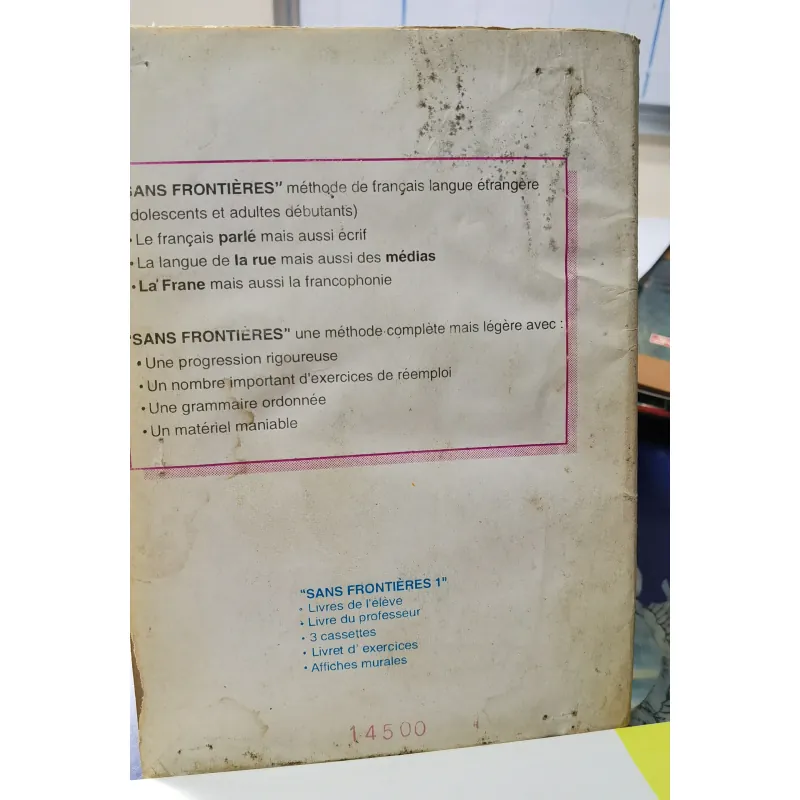 SANS FRONTIÈRES" méthode de français langue étrangère
dolescents et adultes débutants)
• Le français parlé mais aussi écrif
• La langue de la rue mais aussi des médias
• La Frane mais aussi la francophonie
"SANS FRONTIÈRES" une méthode complète mais légère avec :
• Une progression rigoureuse
• Un nombre important d'exercices de réemploi
• Une grammaire ordonnée
• Un matériel maniable
"SANS FRONTIÈRES 1"
• Livres de l'élève
• Livre du professeur
• 3 cassettes
• Livret d' exercices
• Affiches murales
14500